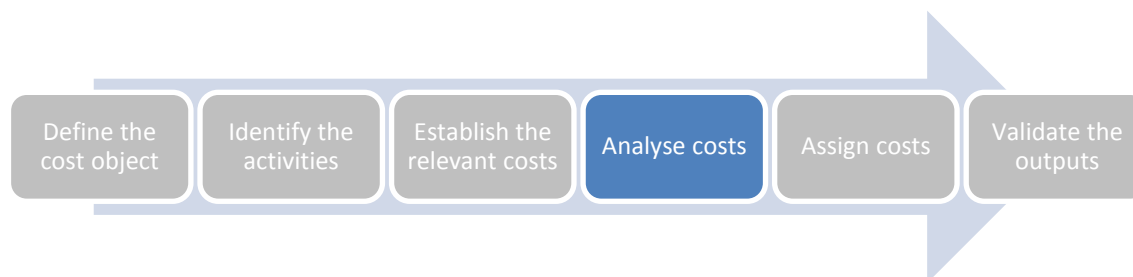 Define the
cost object
Identify the
activities
Establish the
relevant costs
Analyse costs
Assign costs
Validate the
outputs